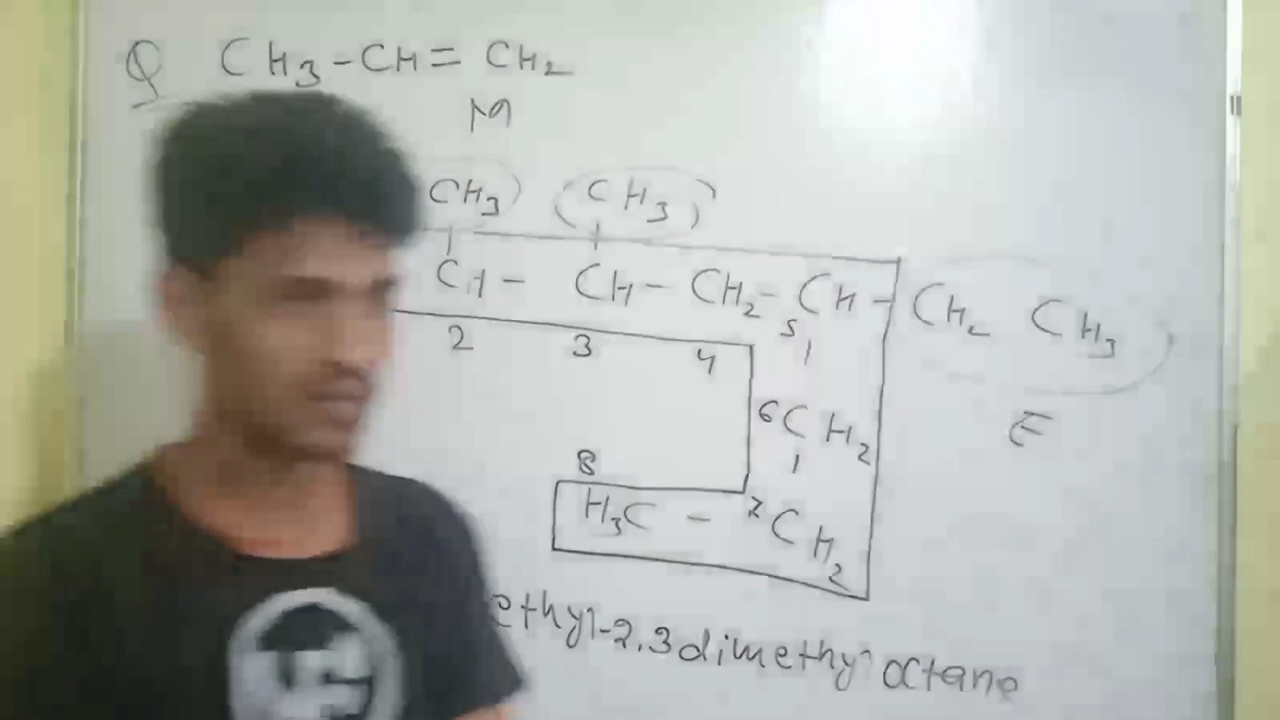 Q CH3-CH=CH2
M
CH3 CH3
CH- CH-CH2-CH-CH2 CH3
2 3 4 5
6CH2
E
8
H3C - 7CH2
ethyl-2,3dimethyl octane